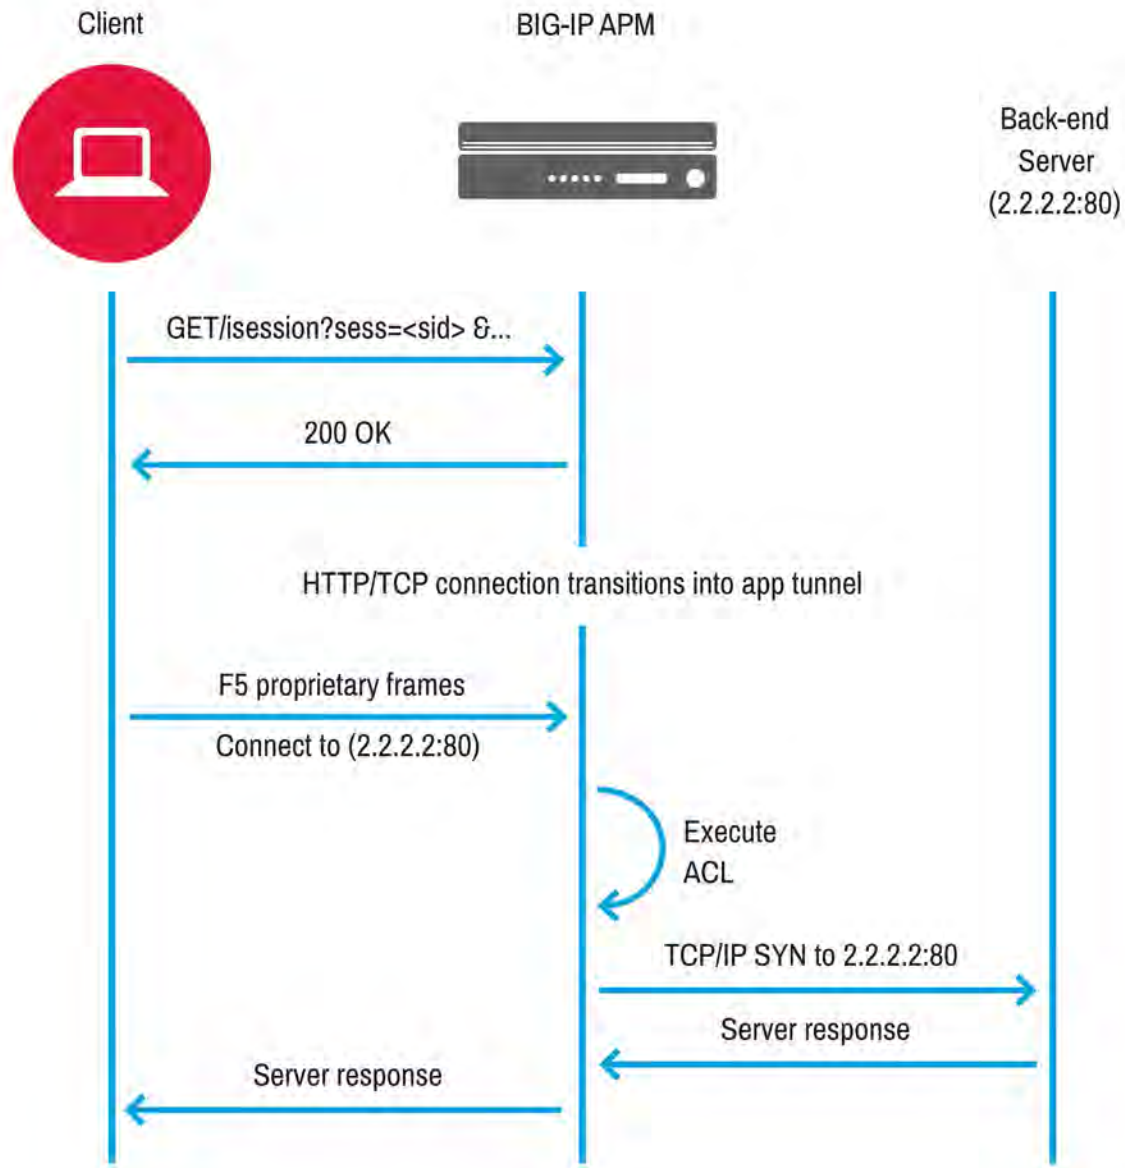 Client
BIG-IP APM
Back-end
Server
(2.2.2.2:80)
GET/isession?sess=<sid> &...
200 OK
HTTP/TCP connection transitions into app tunnel
F5 proprietary frames
Connect to (2.2.2.2:80)
Execute
ACL
TCP/IP SYN to 2.2.2.2:80
Server response
Server response